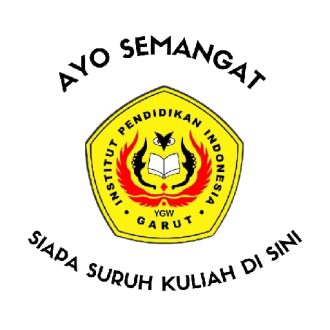 AYO SEMANGAT
INSTITUT PENDIDIKAN INDONESIA
YGW
• GARUT •
SIAPA SURUH KULIAH DI SINI